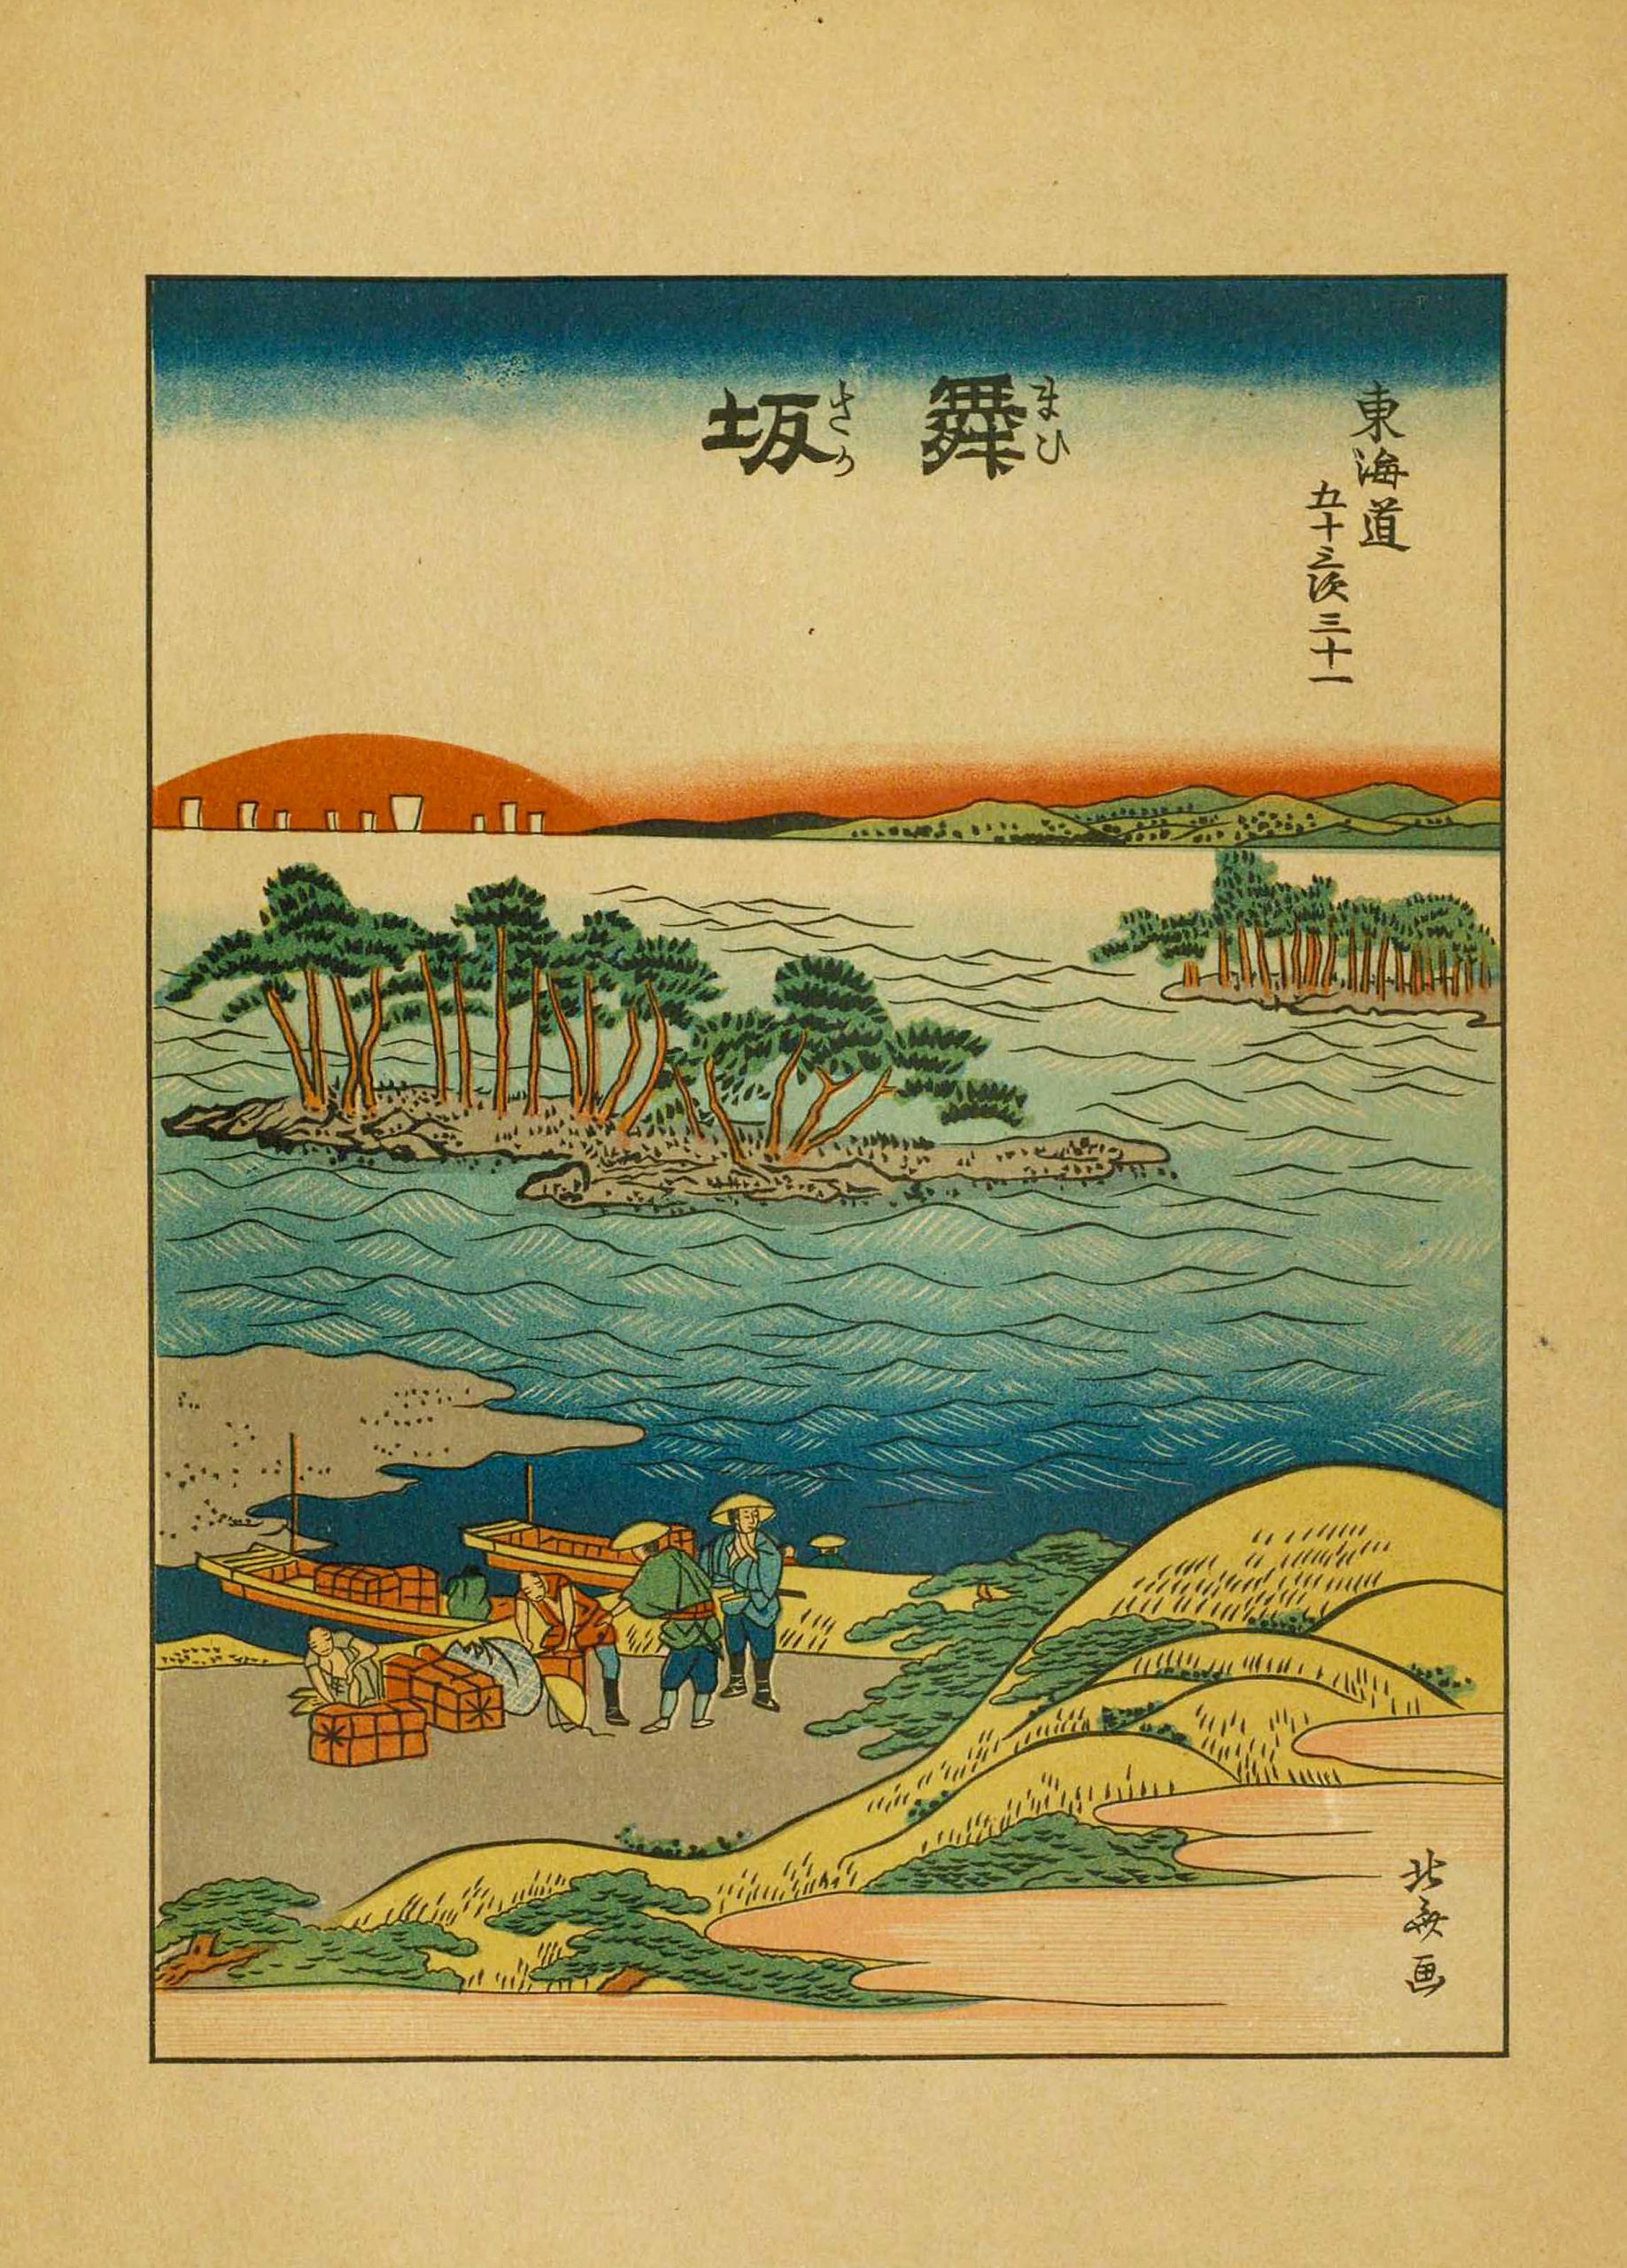 東海道
五十三次三十一
舞坂
まひさか
北斎画